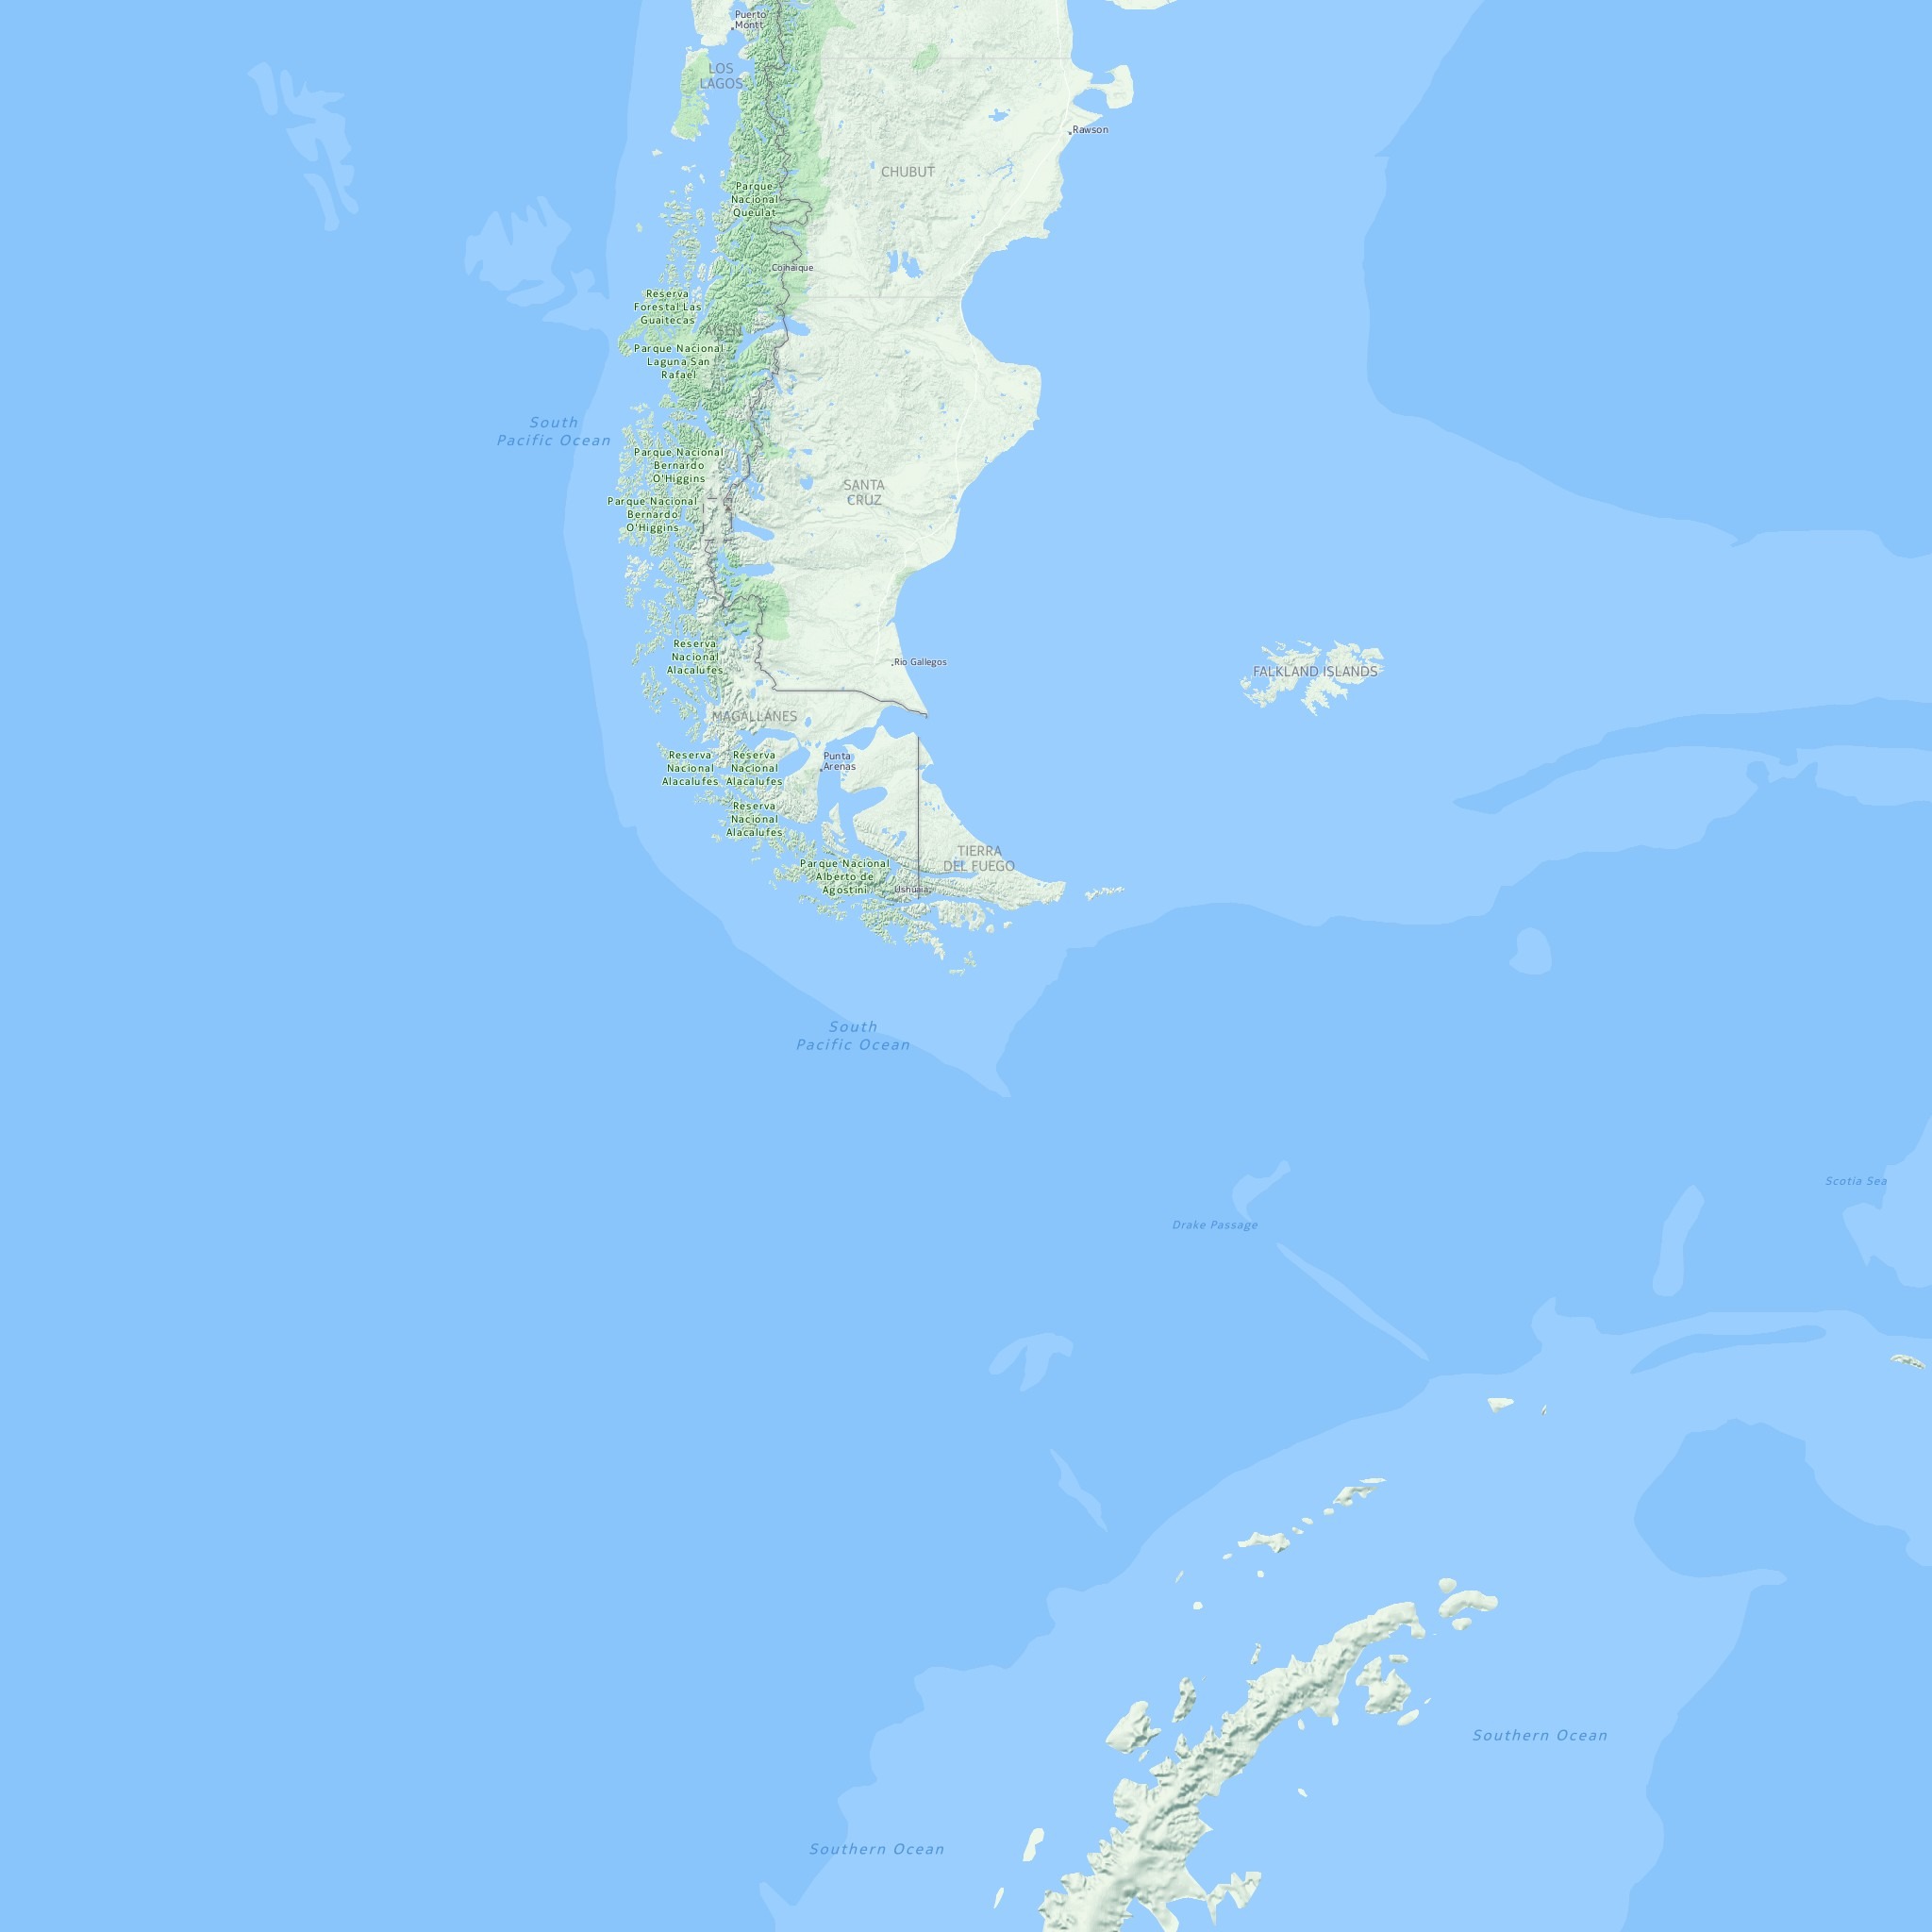 Puerto
Montt
LOS
LAGOS
Rawson
CHUBUT
Parque
Nacional
Queulat
Coihaique
Reserva
Forestal Las
Guaitecas
AISÉN
Parque Nacional
Laguna San
Rafael
South
Pacific Ocean
Parque Nacional
Bernardo
O'Higgins
SANTA
CRUZ
Parque Nacional
Bernardo
O'Higgins
Reserva
Nacional
Alacalufes
Río Gallegos
FALKLAND ISLANDS
MAGALLANES
Reserva
Nacional
Alacalufes
Reserva
Nacional
Alacalufes
Punta
Arenas
Reserva
Nacional
Alacalufes
TIERRA
DEL FUEGO
Parque Nacional
Alberto de
Agostini
Ushuaia
South
Pacific Ocean
Scotia Sea
Drake Passage
Southern Ocean
Southern Ocean